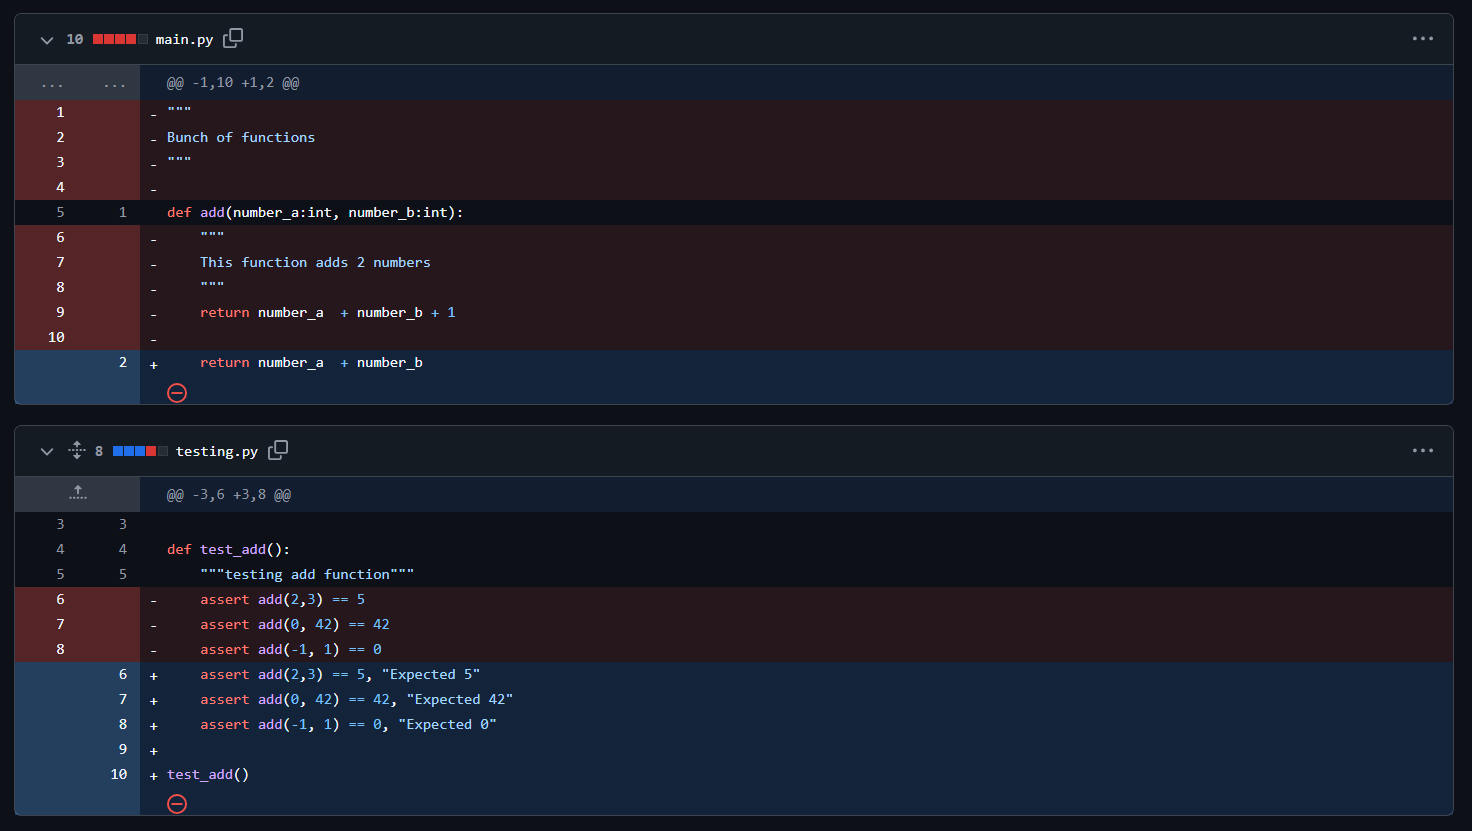 10 main.py ...
... ... @@ -1,10 +1,2 @@
1 - """
2 - Bunch of functions
3 - """
4 -
5 1 def add(number_a:int, number_b:int):
6 - """
7 - This function adds 2 numbers
8 - """
9 - return number_a  + number_b + 1
10 -
2 + return number_a  + number_b
8 testing.py ...
@@ -3,6 +3,8 @@
3 3
4 4 def test_add():
5 5 """testing add function"""
6 - assert add(2,3) == 5
7 - assert add(0, 42) == 42
8 - assert add(-1, 1) == 0
6 + assert add(2,3) == 5, "Expected 5"
7 + assert add(0, 42) == 42, "Expected 42"
8 + assert add(-1, 1) == 0, "Expected 0"
9 +
10 + test_add()